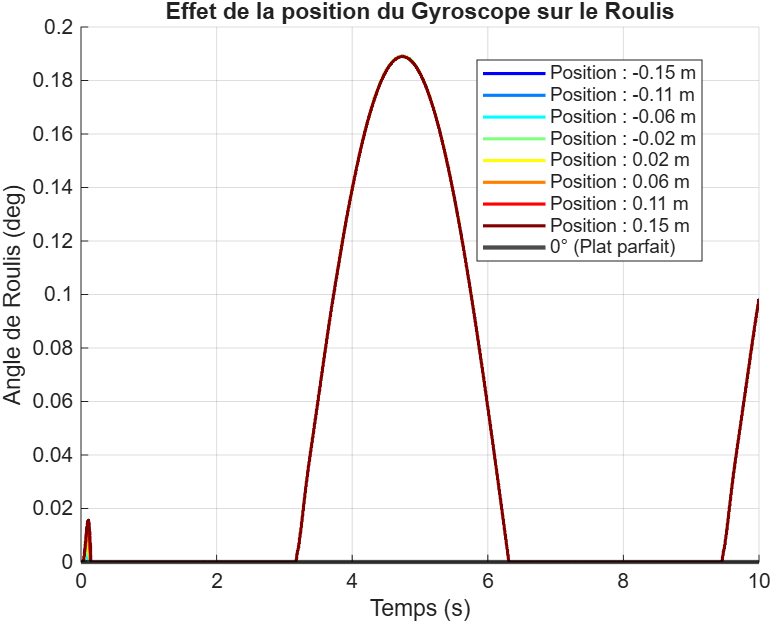 Effet de la position du Gyroscope sur le Roulis
0.2
0.18
0.16
0.14
0.12
0.1
0.08
0.06
0.04
0.02
0
Angle de Roulis (deg)
Position : -0.15 m
Position : -0.11 m
Position : -0.06 m
Position : -0.02 m
Position : 0.02 m
Position : 0.06 m
Position : 0.11 m
Position : 0.15 m
0° (Plat parfait)
0 2 4 6 8 10
Temps (s)